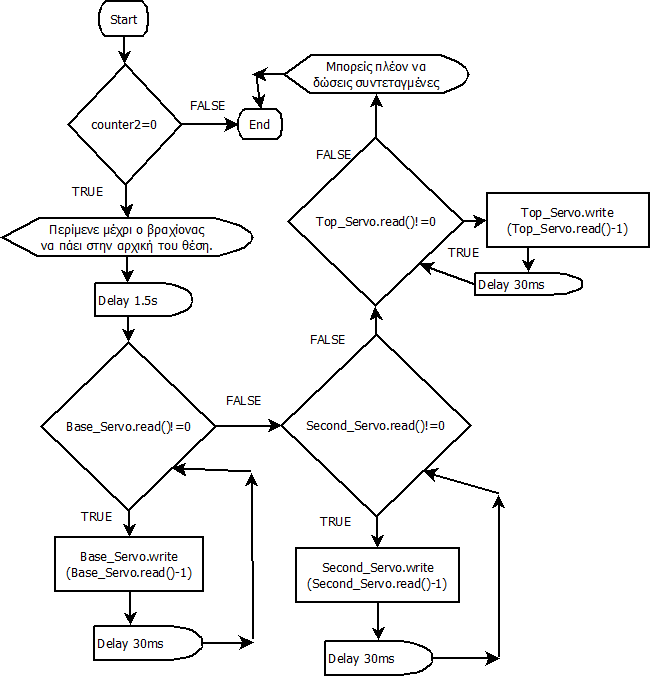 Start
counter2=0
FALSE
End
TRUE
Περίμενε μέχρι ο βραχίονας
να πάει στην αρχική του θέση.
Delay 1.5s
Base_Servo.read()!=0
FALSE
TRUE
Base_Servo.write
(Base_Servo.read()-1)
Delay 30ms
Second_Servo.read()!=0
FALSE
TRUE
Second_Servo.write
(Second_Servo.read()-1)
Delay 30ms
Top_Servo.read()!=0
FALSE
TRUE
Top_Servo.write
(Top_Servo.read()-1)
Delay 30ms
Μπορείς πλέον να
δώσεις συντεταγμένες